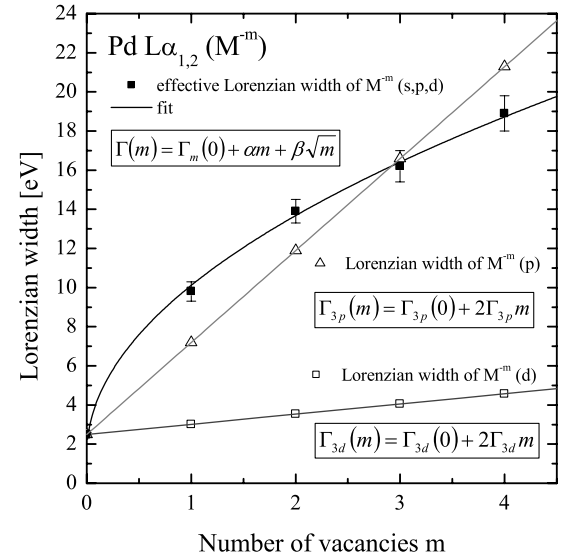 Pd Lα1,2 (M-m)
effective Lorenzian width of M-m (s,p,d)
fit
Γ(m) = Γm(0) + αm + β√m
Lorenzian width of M-m (p)
Γ3p(m) = Γ3p(0) + 2Γ3p m
Lorenzian width of M-m (d)
Γ3d(m) = Γ3d(0) + 2Γ3d m
Lorenzian width [eV]
24
22
20
18
16
14
12
10
8
6
4
2
0
0 1 2 3 4
Number of vacancies m